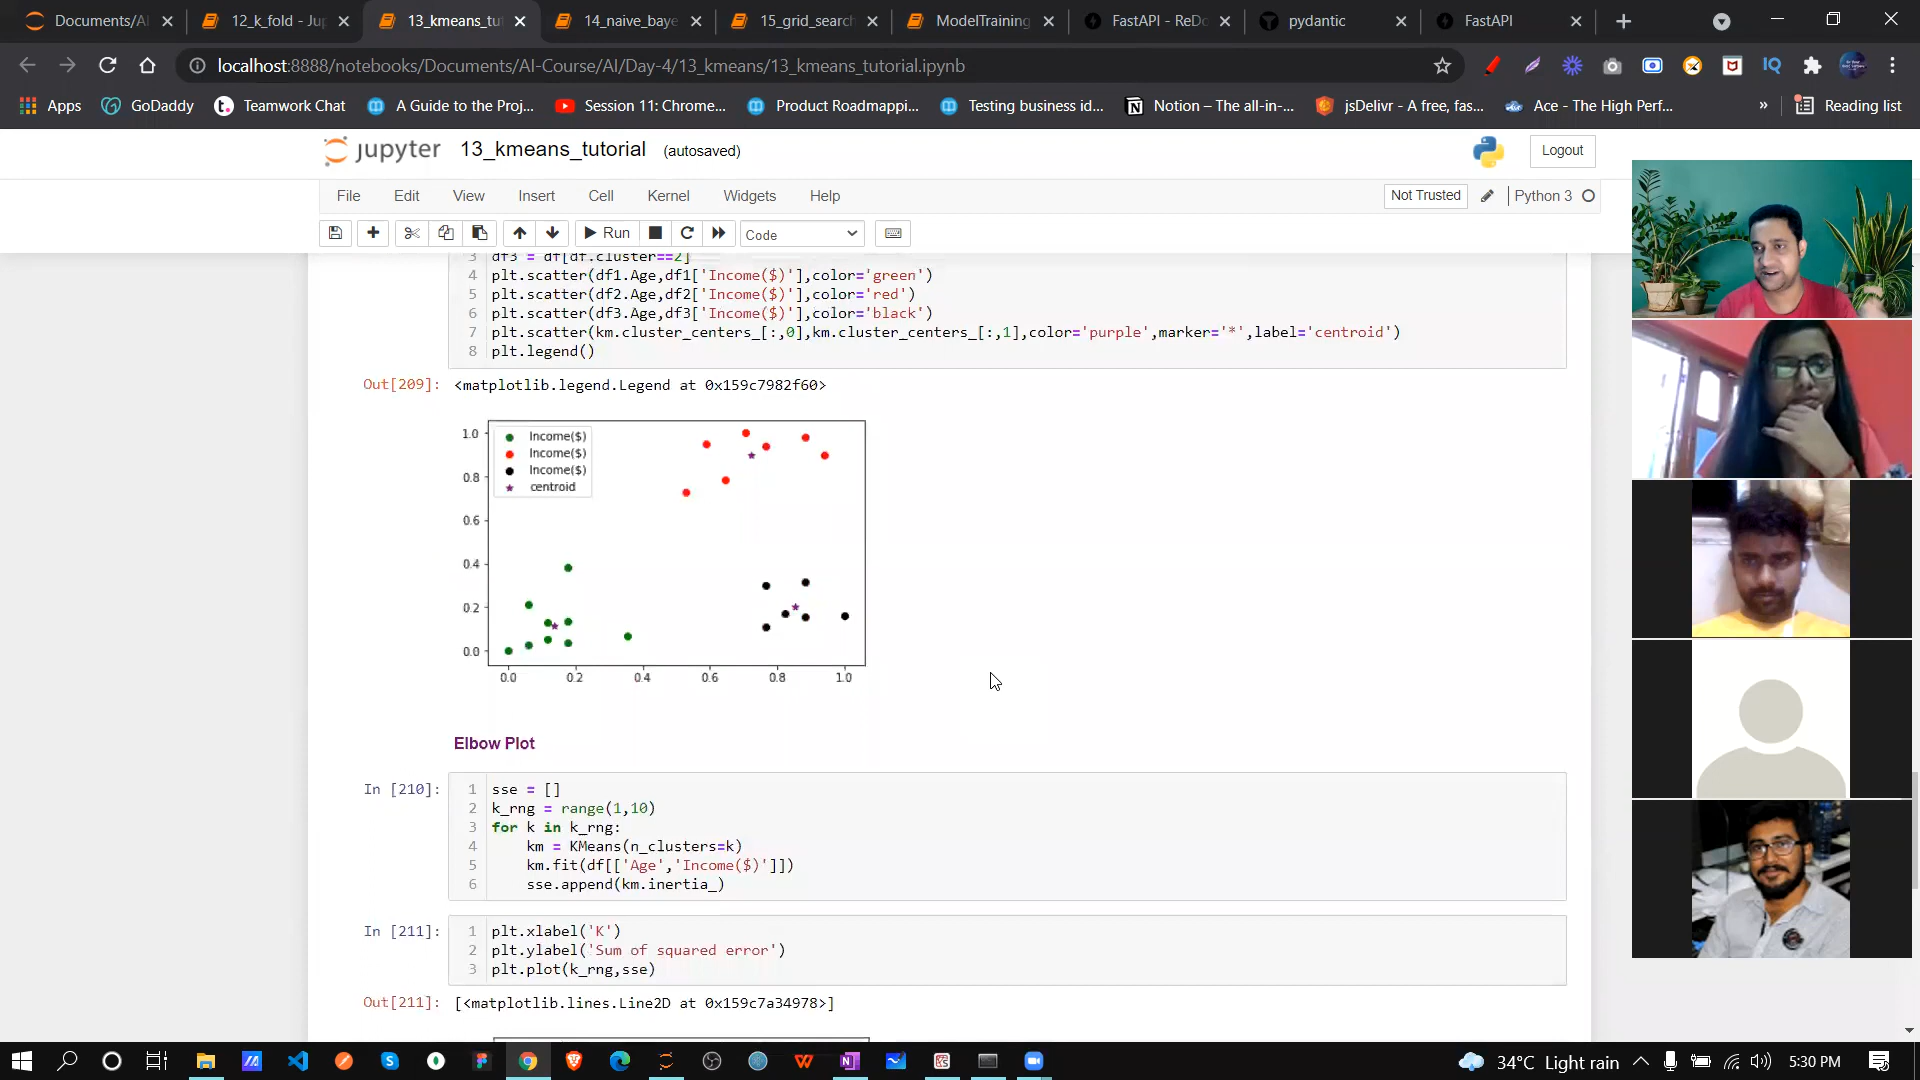 Documents/AI
12_k_fold - Jup
13_kmeans_tut
14_naive_baye
15_grid_search
ModelTraining
FastAPI - ReDo
pydantic
FastAPI
localhost:8888/notebooks/Documents/AI-Course/AI/Day-4/13_kmeans/13_kmeans_tutorial.ipynb
Apps
GoDaddy
Teamwork Chat
A Guide to the Proj...
Session 11: Chrome...
Product Roadmappi...
Testing business id...
Notion – The all-in-...
jsDelivr - A free, fas...
Ace - The High Perf...
»
Reading list
jupyter 13_kmeans_tutorial (autosaved)
Logout
File Edit View Insert Cell Kernel Widgets Help
Not Trusted
Python 3
Run
Code
3 df3 = df[df.cluster==2]
4 plt.scatter(df1.Age,df1['Income($)'],color='green')
5 plt.scatter(df2.Age,df2['Income($)'],color='red')
6 plt.scatter(df3.Age,df3['Income($)'],color='black')
7 plt.scatter(km.cluster_centers_[:,0],km.cluster_centers_[:,1],color='purple',marker='*',label='centroid')
8 plt.legend()
Out[209]: <matplotlib.legend.Legend at 0x159c7982f60>
Income($)
Income($)
Income($)
centroid
1.0
0.8
0.6
0.4
0.2
0.0
0.0 0.2 0.4 0.6 0.8 1.0
Elbow Plot
In [210]:
1 sse = []
2 k_rng = range(1,10)
3 for k in k_rng:
4 km = KMeans(n_clusters=k)
5 km.fit(df[['Age','Income($)']])
6 sse.append(km.inertia_)
In [211]:
1 plt.xlabel('K')
2 plt.ylabel('Sum of squared error')
3 plt.plot(k_rng,sse)
Out[211]: [<matplotlib.lines.Line2D at 0x159c7a34978>]
34°C Light rain
5:30 PM